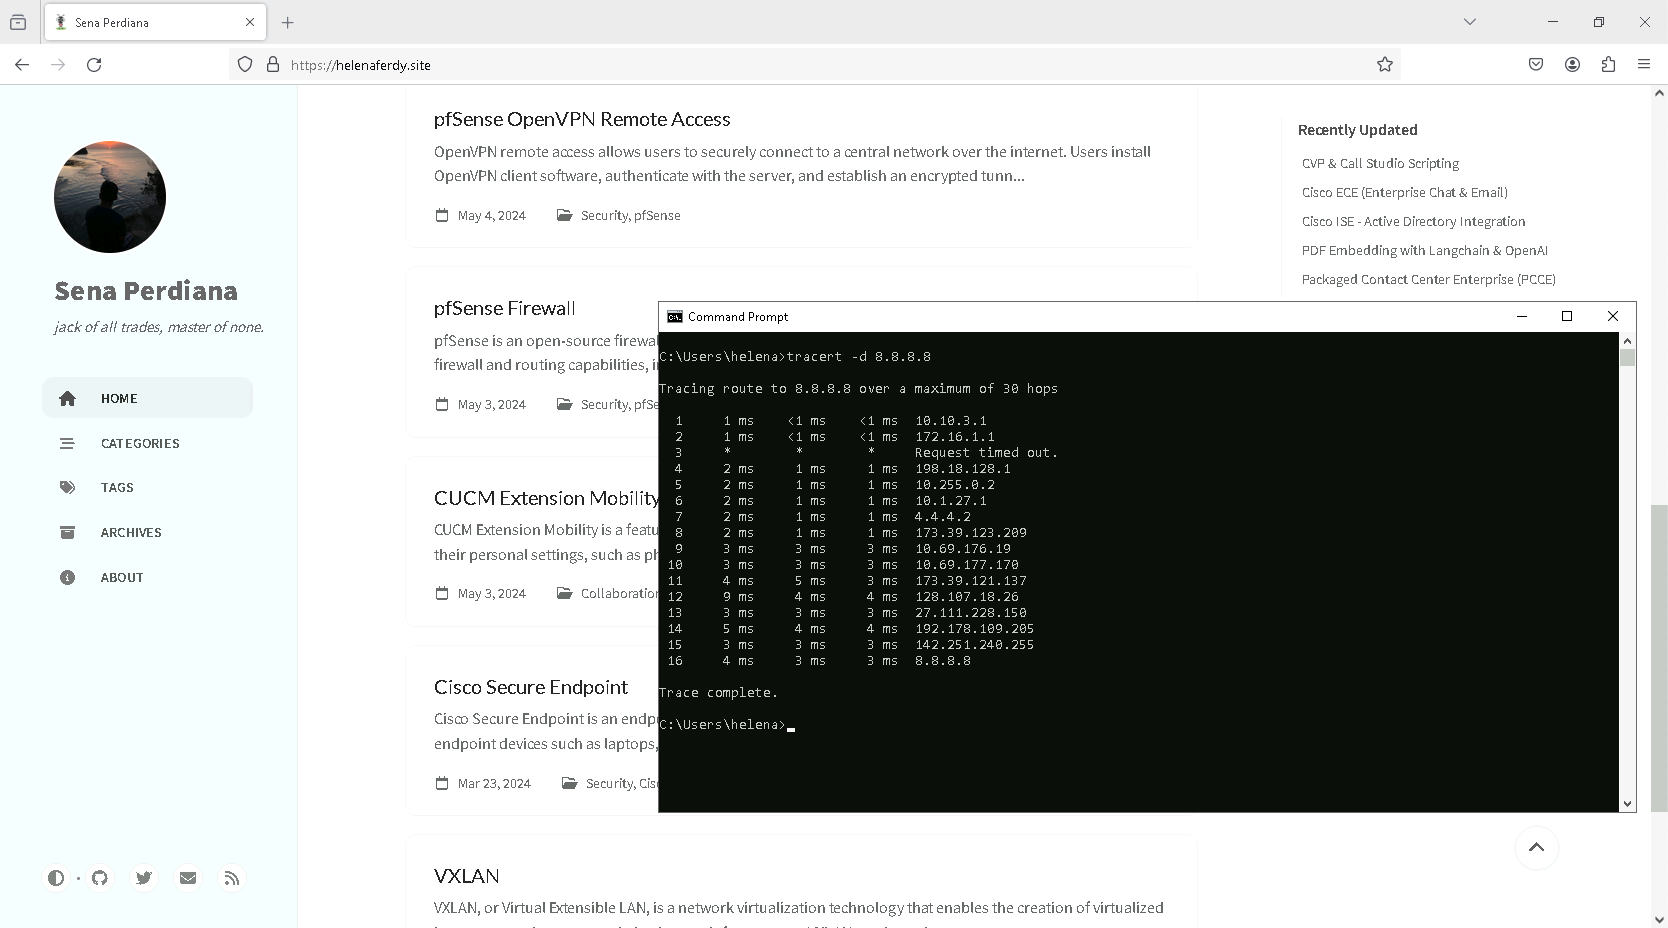 Sena Perdiana
https://helenaferdy.site
Sena Perdiana
jack of all trades, master of none.
HOME
CATEGORIES
TAGS
ARCHIVES
ABOUT
pfSense OpenVPN Remote Access
OpenVPN remote access allows users to securely connect to a central network over the internet. Users install
OpenVPN client software, authenticate with the server, and establish an encrypted tunn...
May 4, 2024 Security, pfSense
pfSense Firewall
pfSense is an open-source firewal
firewall and routing capabilities, i
May 3, 2024 Security, pfSe
CUCM Extension Mobility
CUCM Extension Mobility is a featu
their personal settings, such as ph
May 3, 2024 Collaboration
Cisco Secure Endpoint
Cisco Secure Endpoint is an endp
endpoint devices such as laptops,
Mar 23, 2024 Security, Cisc
VXLAN
VXLAN, or Virtual Extensible LAN, is a network virtualization technology that enables the creation of virtualized
Recently Updated
CVP & Call Studio Scripting
Cisco ECE (Enterprise Chat & Email)
Cisco ISE - Active Directory Integration
PDF Embedding with Langchain & OpenAI
Packaged Contact Center Enterprise (PCCE)
Command Prompt
C:\Users\helena>tracert -d 8.8.8.8
Tracing route to 8.8.8.8 over a maximum of 30 hops
1 1 ms <1 ms <1 ms 10.10.3.1
2 1 ms <1 ms <1 ms 172.16.1.1
3 * * * Request timed out.
4 2 ms 1 ms 1 ms 198.18.128.1
5 2 ms 1 ms 1 ms 10.255.0.2
6 2 ms 1 ms 1 ms 10.1.27.1
7 2 ms 1 ms 1 ms 4.4.4.2
8 2 ms 1 ms 1 ms 173.39.123.209
9 3 ms 3 ms 3 ms 10.69.176.19
10 3 ms 3 ms 3 ms 10.69.177.170
11 4 ms 5 ms 3 ms 173.39.121.137
12 9 ms 4 ms 4 ms 128.107.18.26
13 3 ms 3 ms 3 ms 27.111.228.150
14 5 ms 4 ms 4 ms 192.178.109.205
15 3 ms 3 ms 3 ms 142.251.240.255
16 4 ms 3 ms 3 ms 8.8.8.8
Trace complete.
C:\Users\helena>